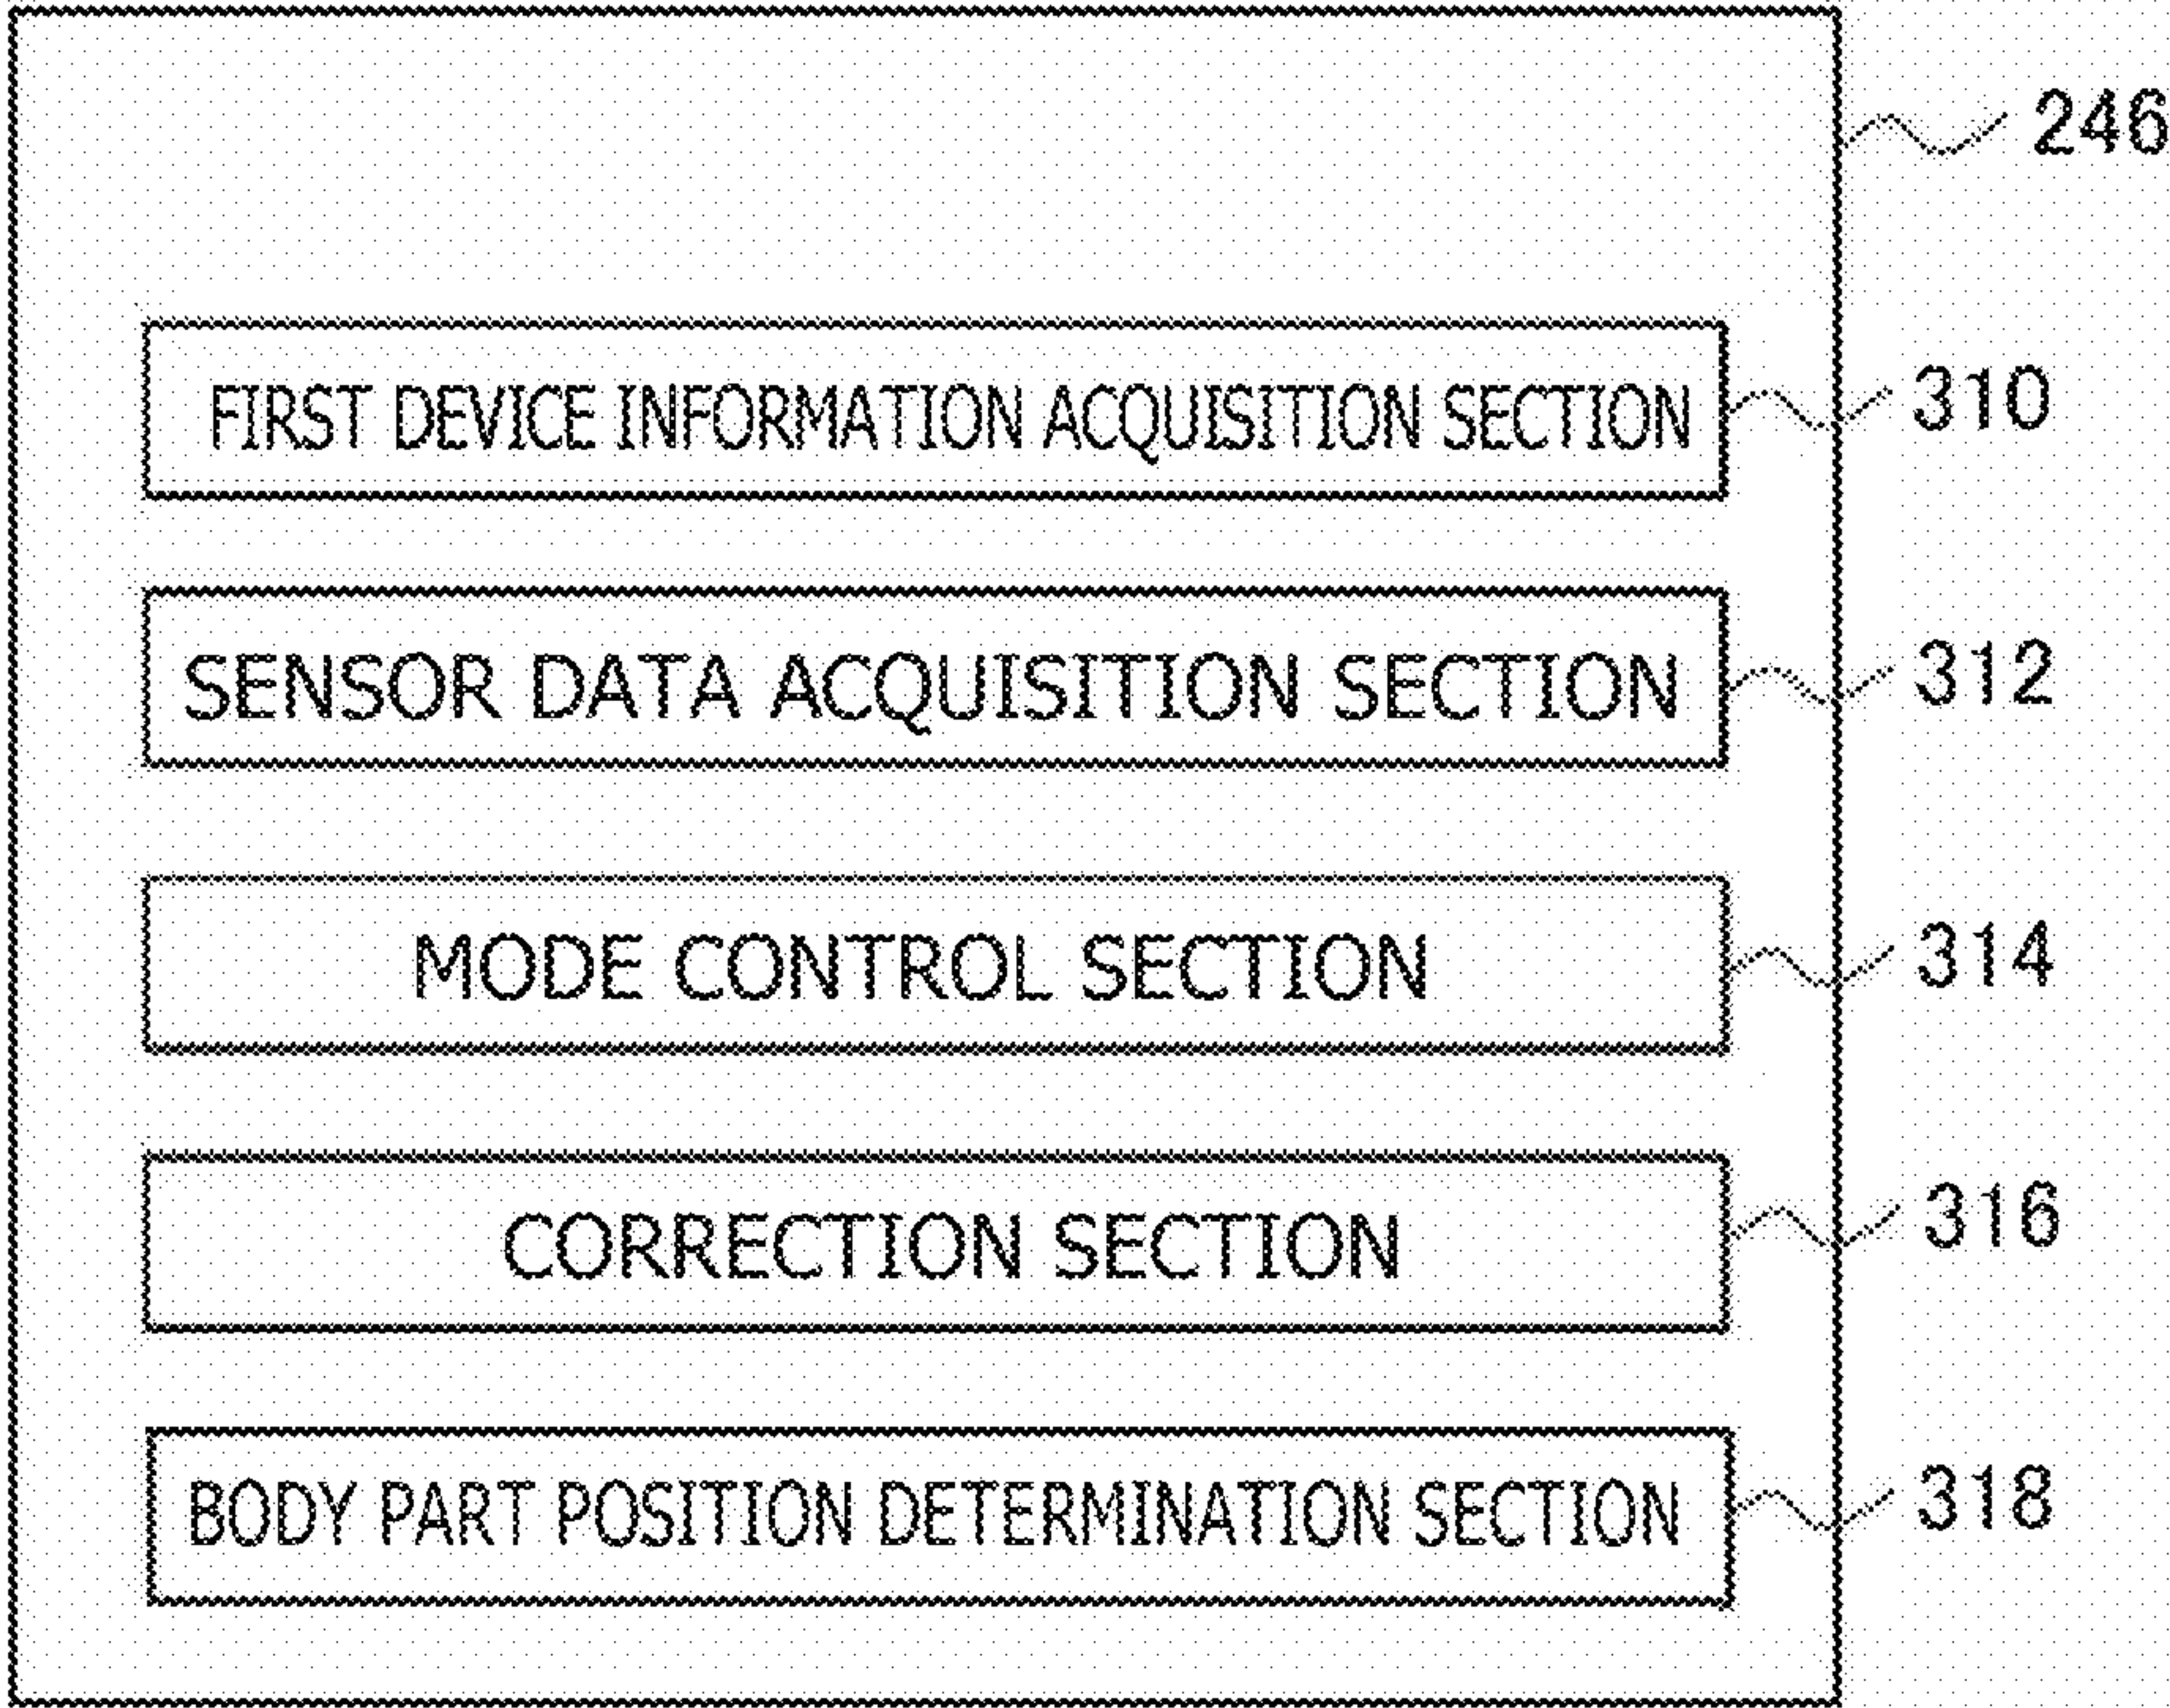 246
FIRST DEVICE INFORMATION ACQUISITION SECTION 310
SENSOR DATA ACQUISITION SECTION 312
MODE CONTROL SECTION 314
CORRECTION SECTION 316
BODY PART POSITION DETERMINATION SECTION 318